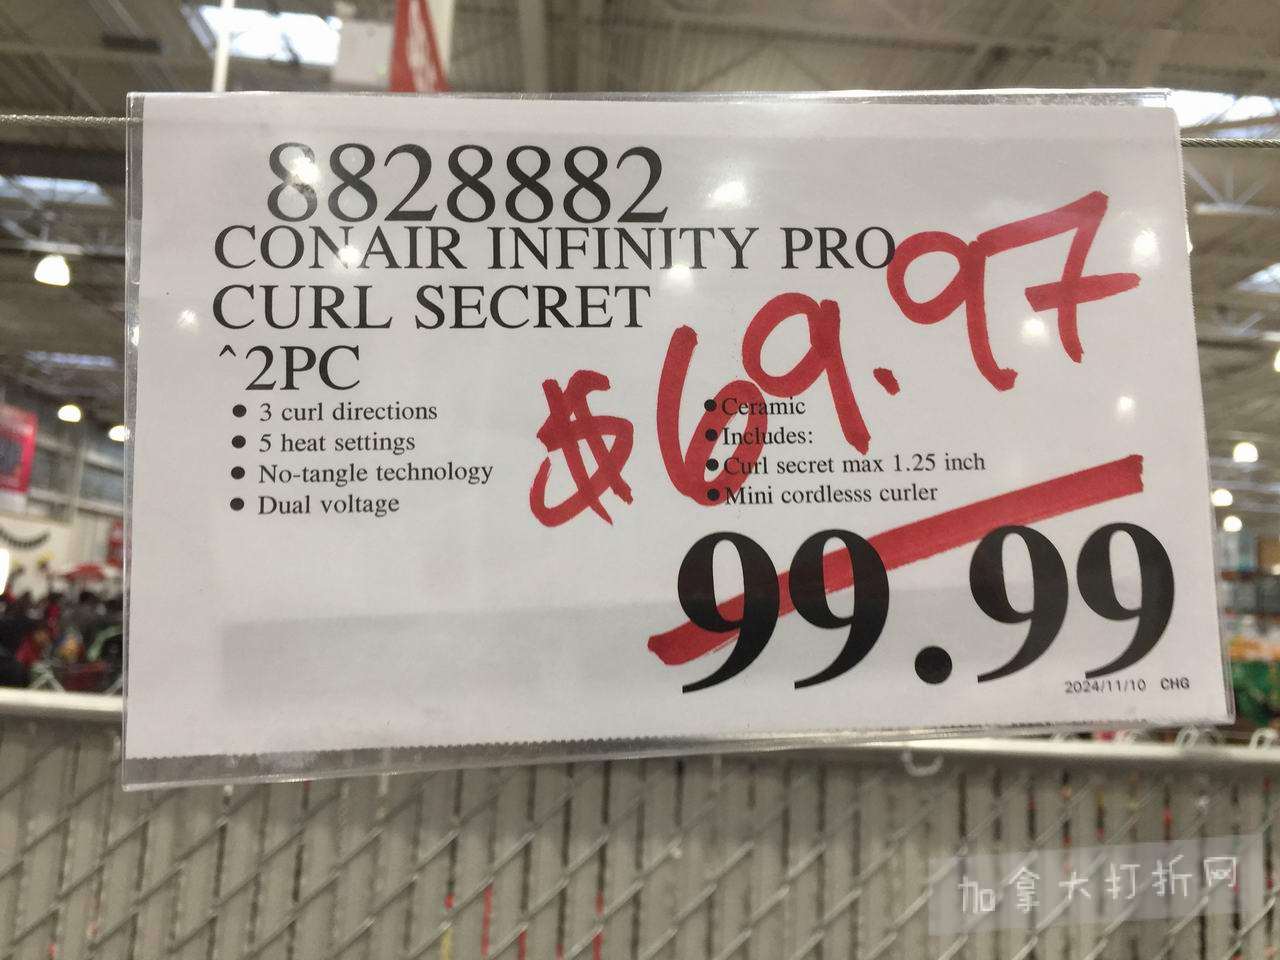 8828882
CONAIR INFINITY PRO
CURL SECRET
^2PC
$69.97
● 3 curl directions
● 5 heat settings
● No-tangle technology
● Dual voltage
● Ceramic
● Includes:
● Curl secret max 1.25 inch
● Mini cordlesss curler
99.99
2024/11/10 CHG
加拿大打折网